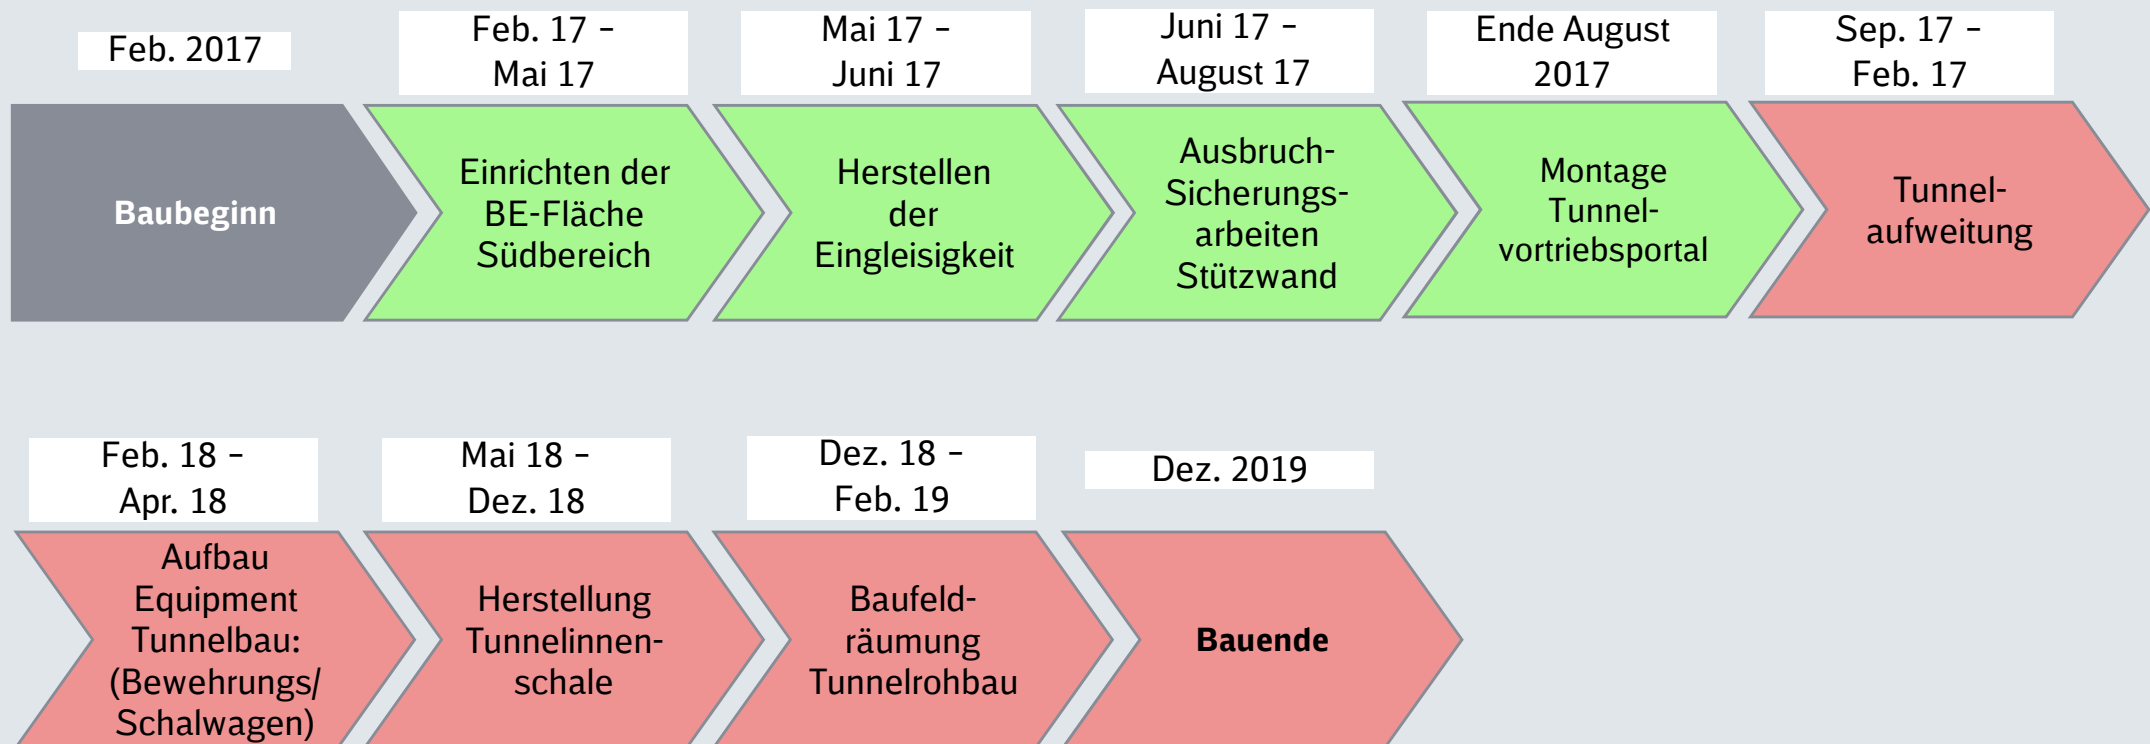 Feb. 2017
Feb. 17 –
Mai 17
Mai 17 –
Juni 17
Juni 17 –
August 17
Ende August
2017
Sep. 17 –
Feb. 17
Baubeginn
Einrichten der
BE-Fläche
Südbereich
Herstellen
der
Eingleisigkeit
Ausbruch-
Sicherungs-
arbeiten
Stützwand
Montage
Tunnel-
vortriebsportal
Tunnel-
aufweitung
Feb. 18 –
Apr. 18
Mai 18 –
Dez. 18
Dez. 18 –
Feb. 19
Dez. 2019
Aufbau
Equipment
Tunnelbau:
(Bewehrungs/
Schalwagen)
Herstellung
Tunnelinnen-
schale
Baufeld-
räumung
Tunnelrohbau
Bauende